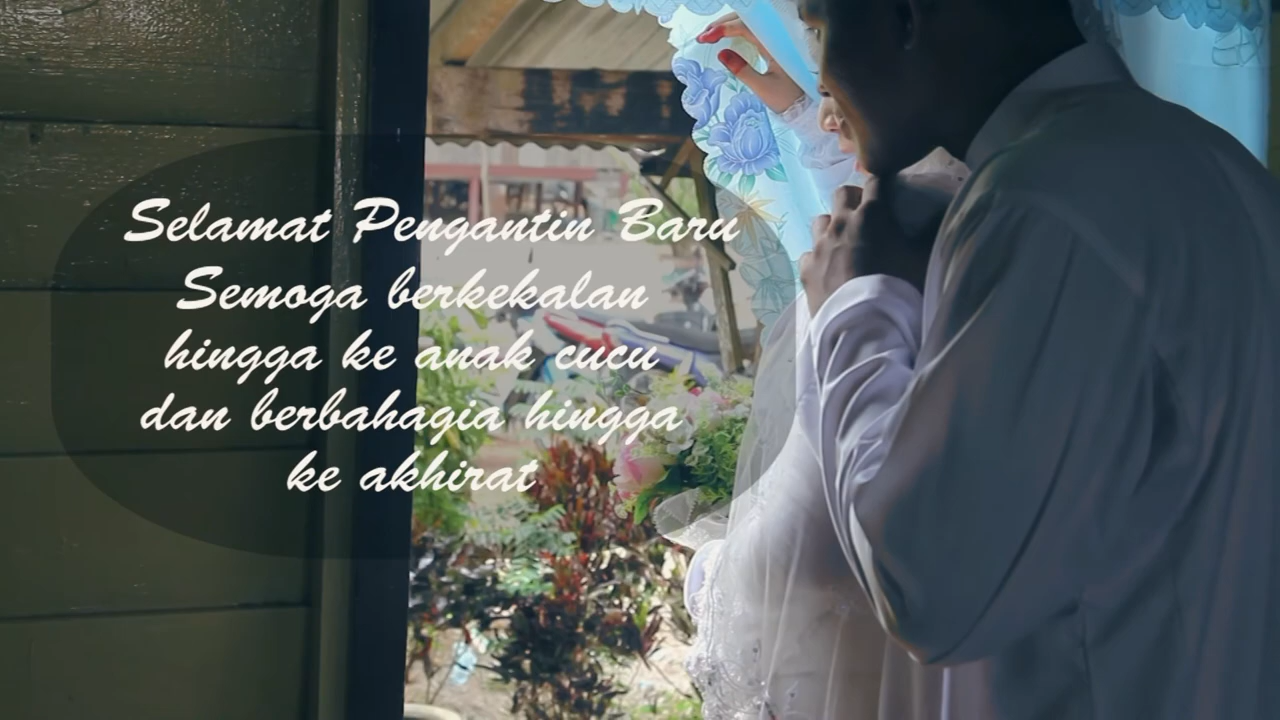 Selamat Pengantin Baru
Semoga berkekalan
hingga ke anak cucu
dan berbahagia hingga
ke akhirat